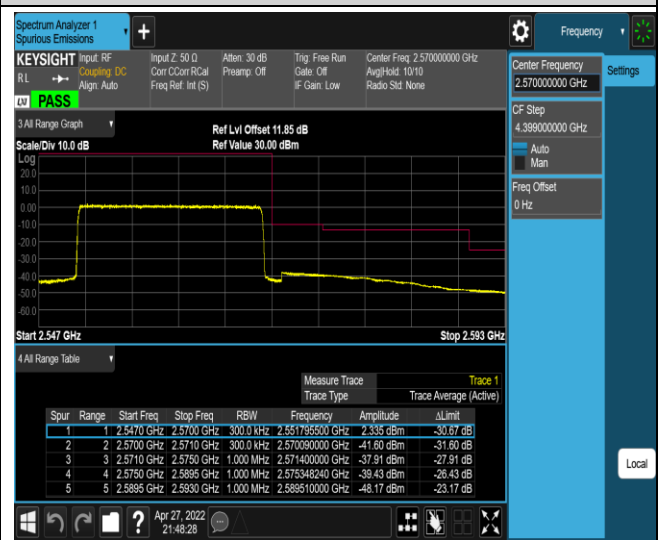 Spectrum Analyzer 1
Spurious Emissions
Frequency
KEYSIGHT Input: RF
RL
Coupling: DC
Align: Auto
Input Z: 50 Ω
Corr CCorr RCal
Freq Ref: Int (S)
Atten: 30 dB
Preamp: Off
Trig: Free Run
Gate: Off
IF Gain: Low
Center Freq: 2.570000000 GHz
Avg|Hold: 10/10
Radio Std: None
LW PASS
Center Frequency
2.570000000 GHz
Settings
CF Step
4.399000000 GHz
Auto
Man
Freq Offset
0 Hz
3 All Range Graph
Scale/Div 10.0 dB
Ref Lvl Offset 11.85 dB
Ref Value 30.00 dBm
Log
20.0
10.0
0.00
-10.0
-20.0
-30.0
-40.0
-50.0
-60.0
Start 2.547 GHz Stop 2.593 GHz
4 All Range Table
Measure Trace Trace 1
Trace Type Trace Average (Active)
Spur Range Start Freq Stop Freq RBW Frequency Amplitude ΔLimit
1 1 2.5470 GHz 2.5700 GHz 300.0 kHz 2.551795500 GHz 2.335 dBm -30.67 dB
2 2 2.5700 GHz 2.5710 GHz 300.0 kHz 2.570090000 GHz -41.60 dBm -31.60 dB
3 3 2.5710 GHz 2.5750 GHz 1.000 MHz 2.571400000 GHz -37.91 dBm -27.91 dB
4 4 2.5750 GHz 2.5895 GHz 1.000 MHz 2.575348240 GHz -39.43 dBm -26.43 dB
5 5 2.5895 GHz 2.5930 GHz 1.000 MHz 2.589510000 GHz -48.17 dBm -23.17 dB
Local
Apr 27, 2022
21:48:28